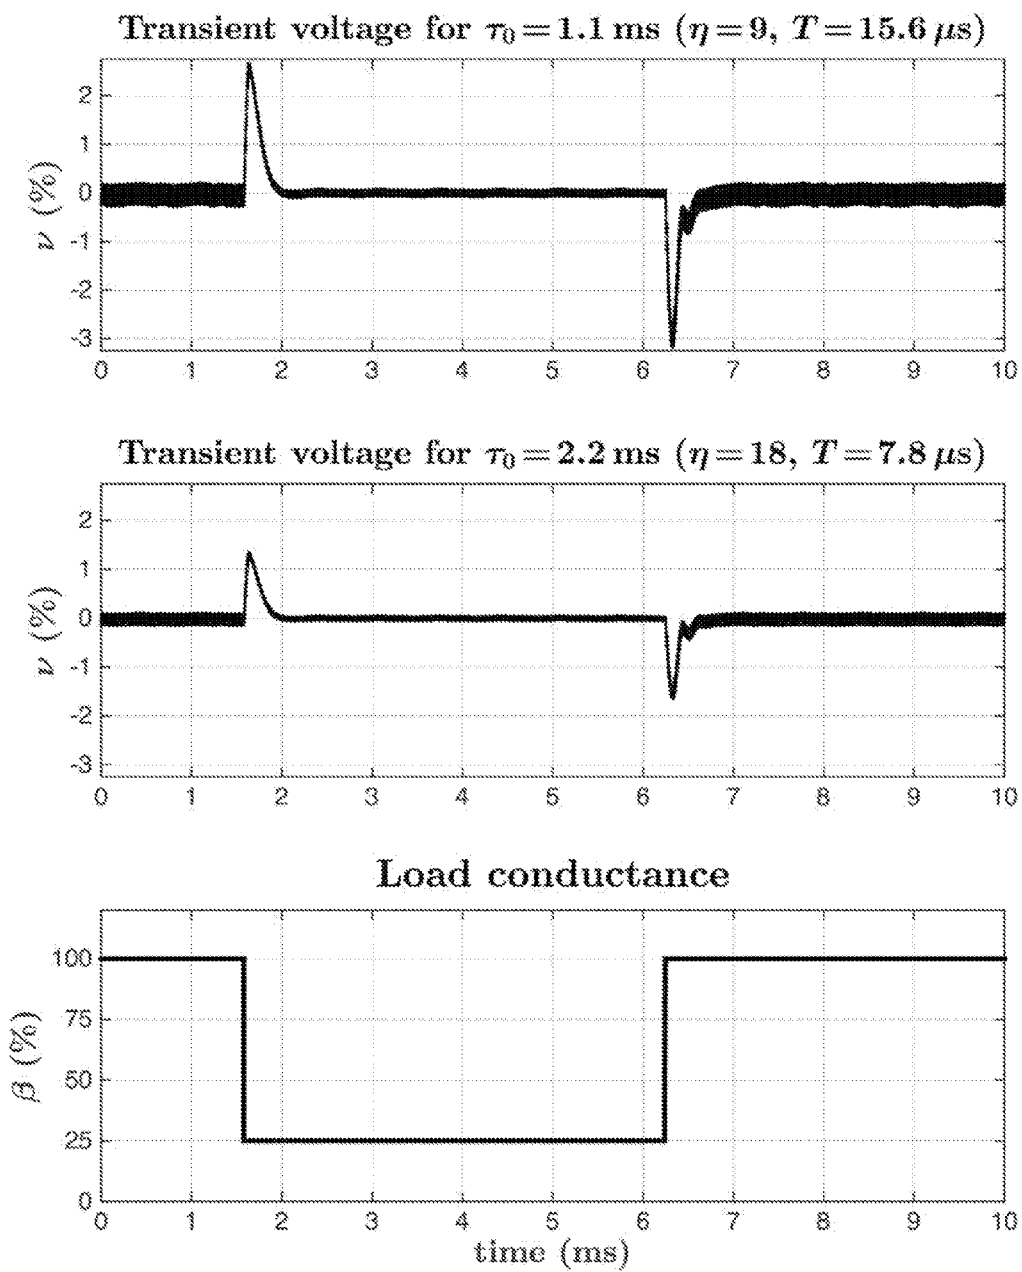 Transient voltage for τ₀=1.1 ms (η=9, T=15.6 μs)
ν (%)
2
1
0
-1
-2
-3
0 1 2 3 4 5 6 7 8 9 10
Transient voltage for τ₀=2.2 ms (η=18, T=7.8 μs)
ν (%)
2
1
0
-1
-2
-3
0 1 2 3 4 5 6 7 8 9 10
Load conductance
β (%)
100
75
50
25
0
0 1 2 3 4 5 6 7 8 9 10
time (ms)